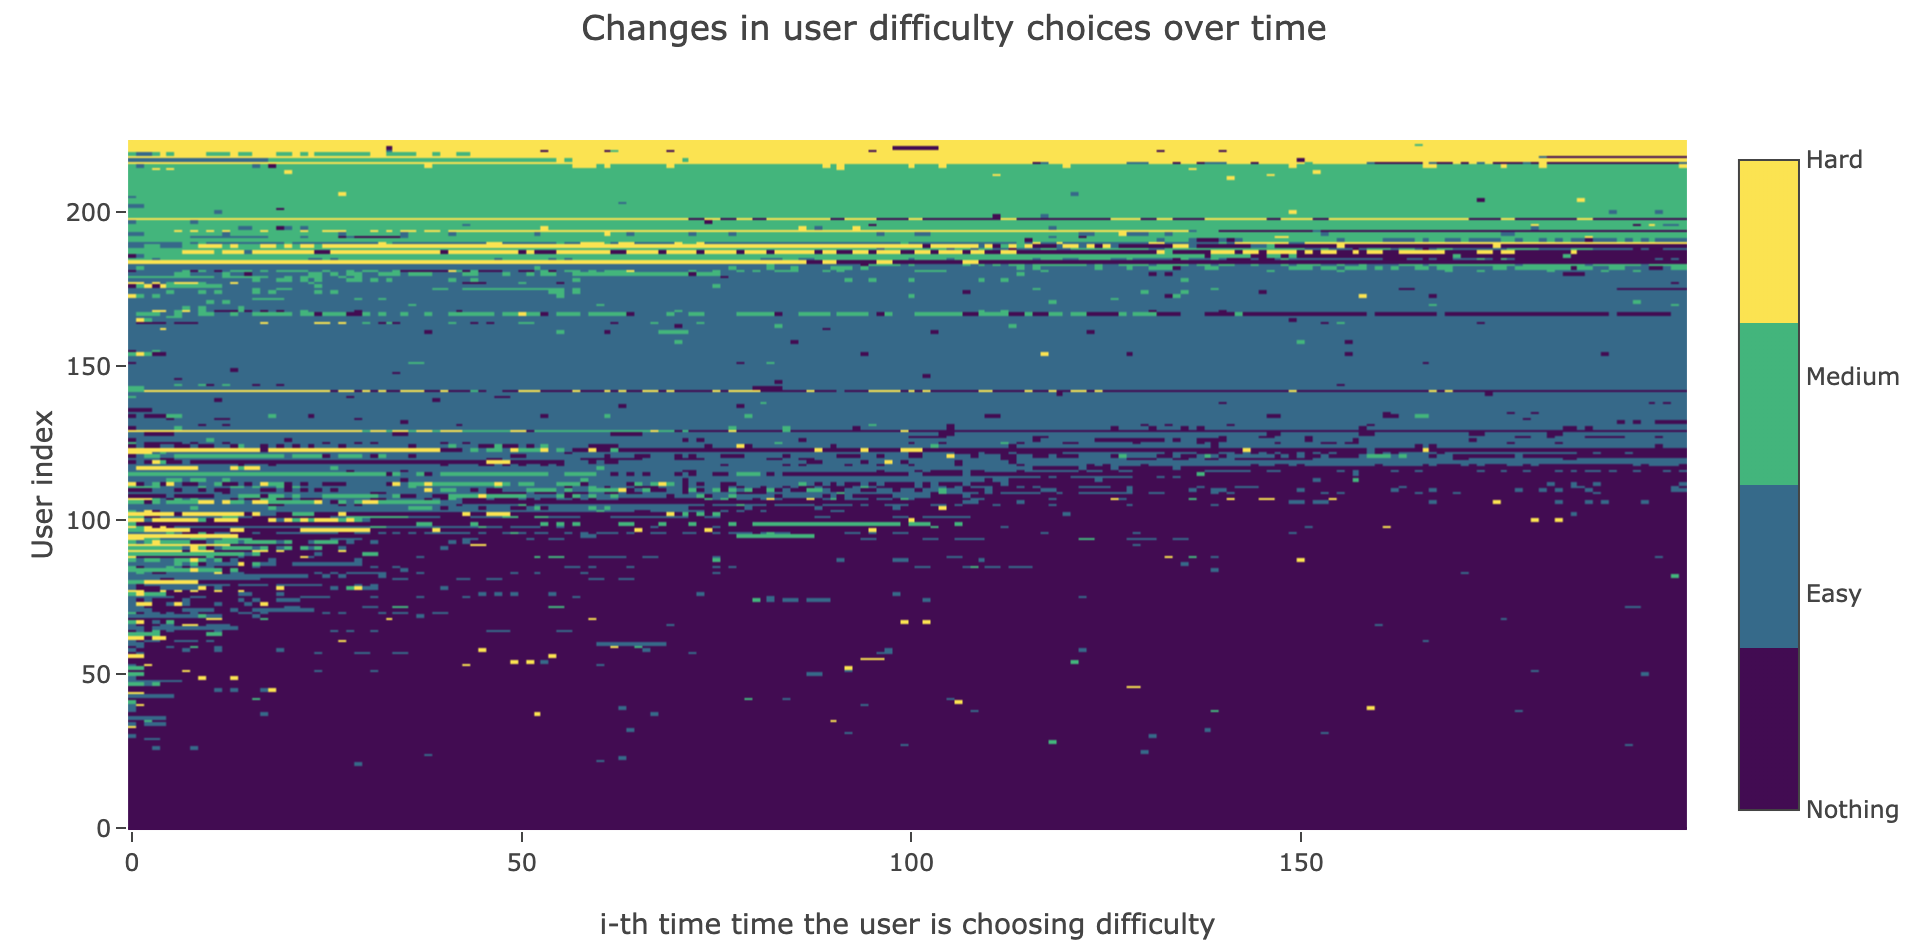 Changes in user difficulty choices over time
Hard
Medium
Easy
Nothing
User index
200
150
100
50
0
0
50
100
150
i-th time time the user is choosing difficulty